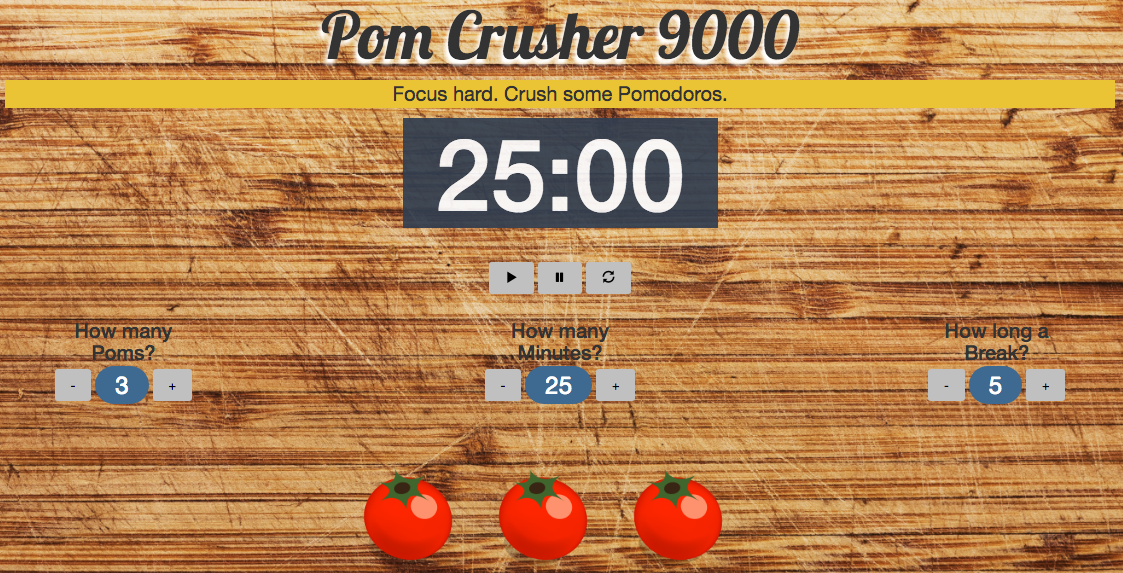 Pom Crusher 9000
Focus hard. Crush some Pomodoros.
25:00
How many
Poms?
- 3 +
How many
Minutes?
- 25 +
How long a
Break?
- 5 +